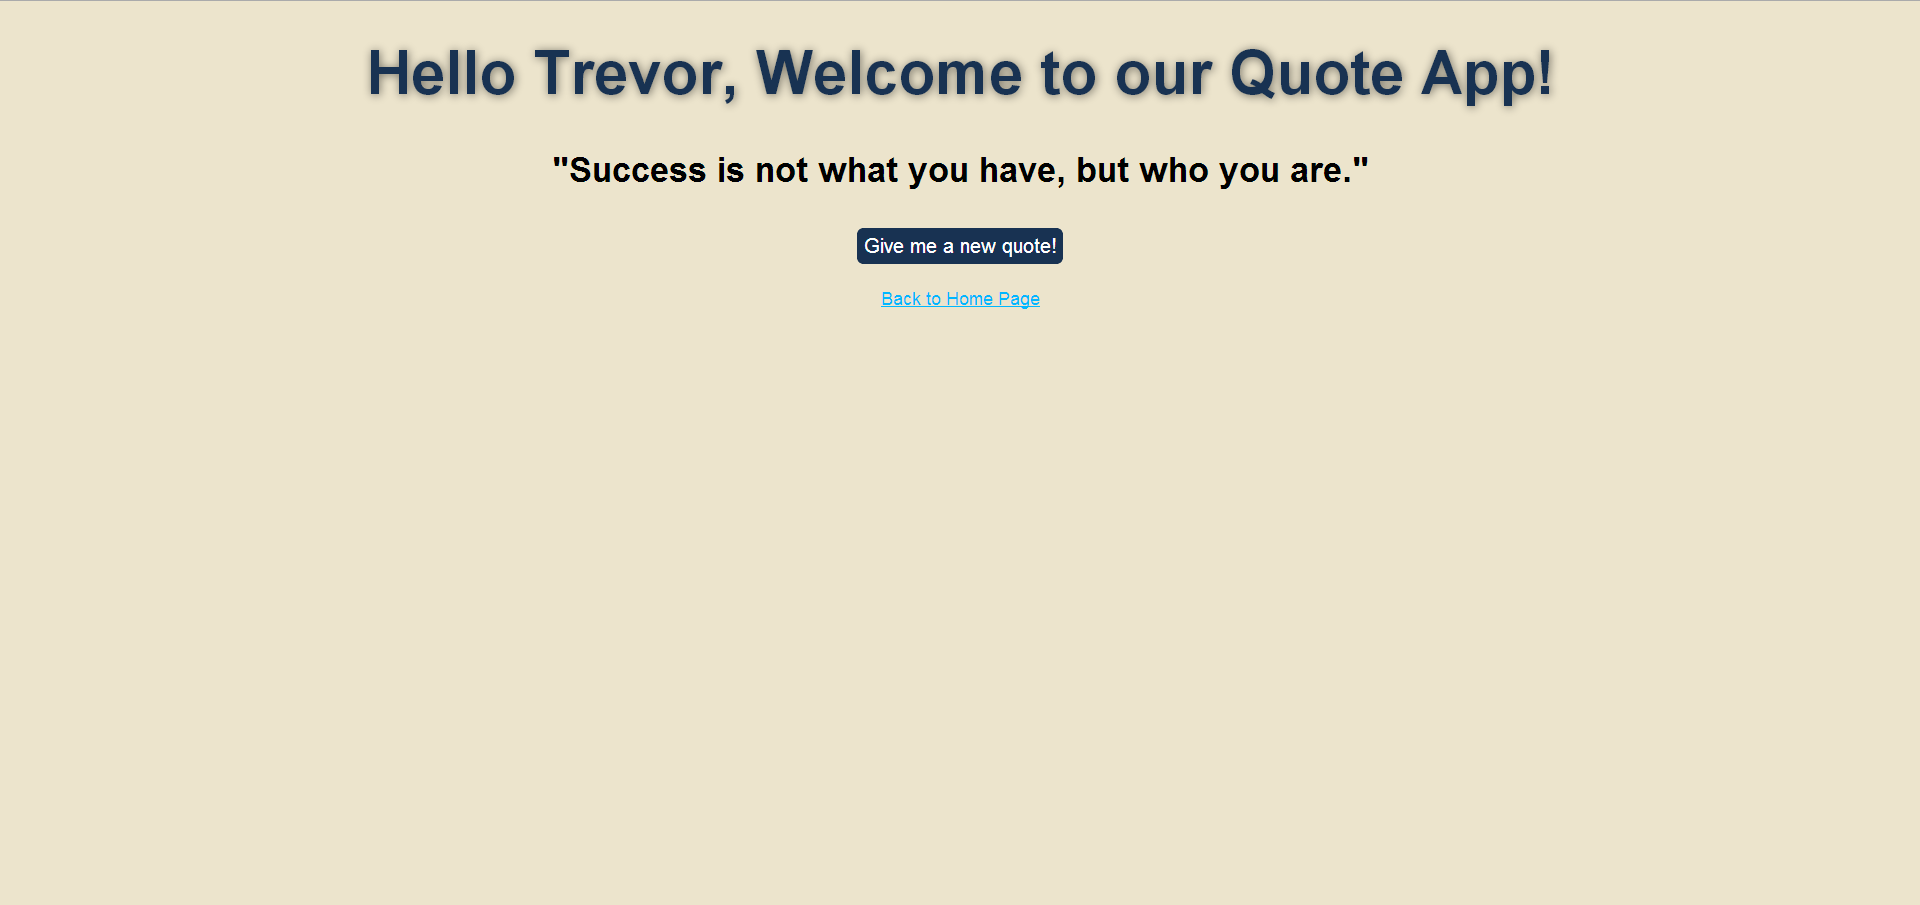 Hello Trevor, Welcome to our Quote App!
"Success is not what you have, but who you are."
Give me a new quote!
Back to Home Page